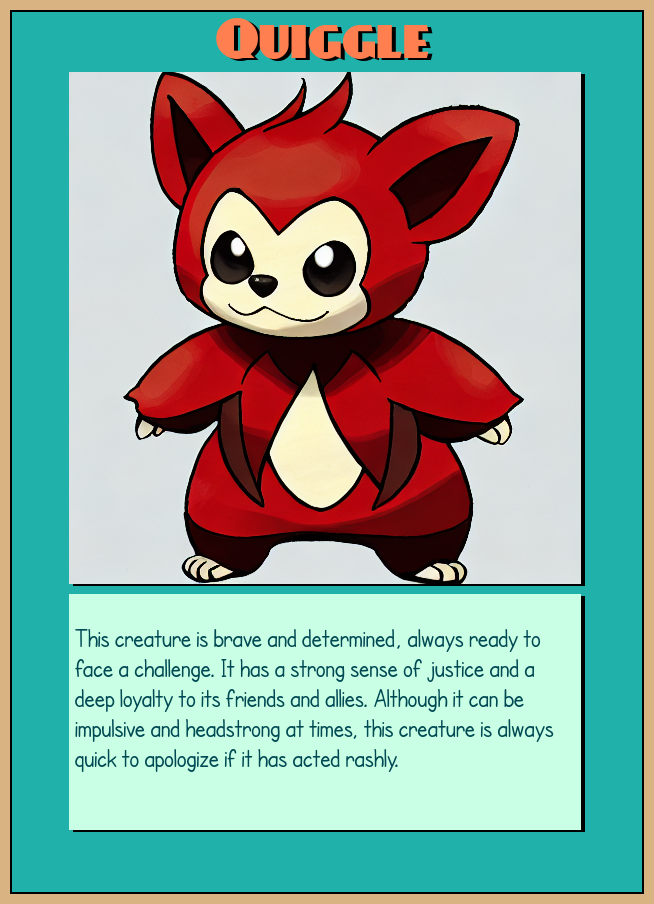 Quiggle
This creature is brave and determined, always ready to
face a challenge. It has a strong sense of justice and a
deep loyalty to its friends and allies. Although it can be
impulsive and headstrong at times, this creature is always
quick to apologize if it has acted rashly.